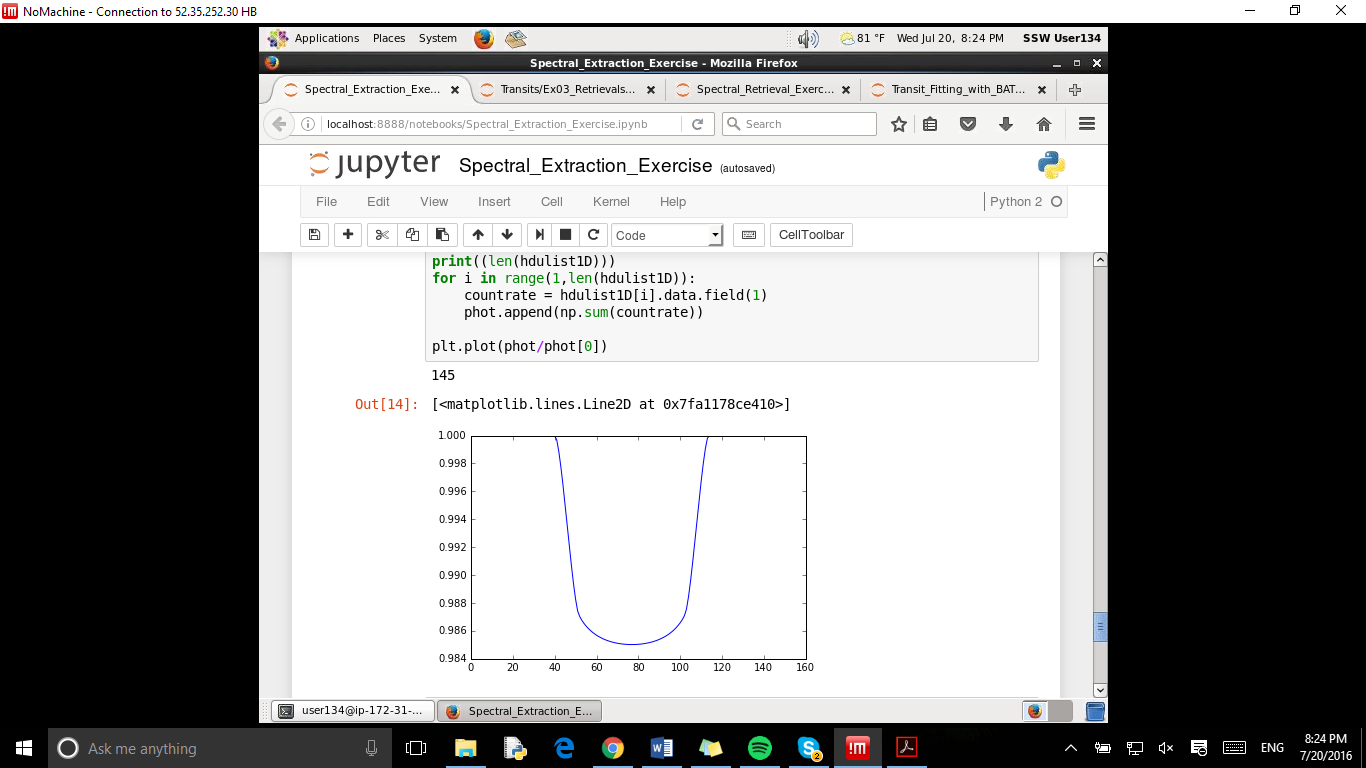 NoMachine - Connection to 52.35.252.30 HB
Applications Places System 81 °F Wed Jul 20, 8:24 PM SSW User134
Spectral_Extraction_Exercise - Mozilla Firefox
Spectral_Extraction_Exe... Transits/Ex03_Retrievals... Spectral_Retrieval_Exerc... Transit_Fitting_with_BAT...
localhost:8888/notebooks/Spectral_Extraction_Exercise.ipynb Search
jupyter Spectral_Extraction_Exercise (autosaved)
File Edit View Insert Cell Kernel Help Python 2
Code CellToolbar
print((len(hdulist1D)))
for i in range(1,len(hdulist1D)):
    countrate = hdulist1D[i].data.field(1)
    phot.append(np.sum(countrate))
plt.plot(phot/phot[0])
145
Out[14]: [<matplotlib.lines.Line2D at 0x7fa1178ce410>]
1.000
0.998
0.996
0.994
0.992
0.990
0.988
0.986
0.984
0 20 40 60 80 100 120 140 160
user134@ip-172-31-... Spectral_Extraction_E...
Ask me anything 2 ENG 8:24 PM
7/20/2016